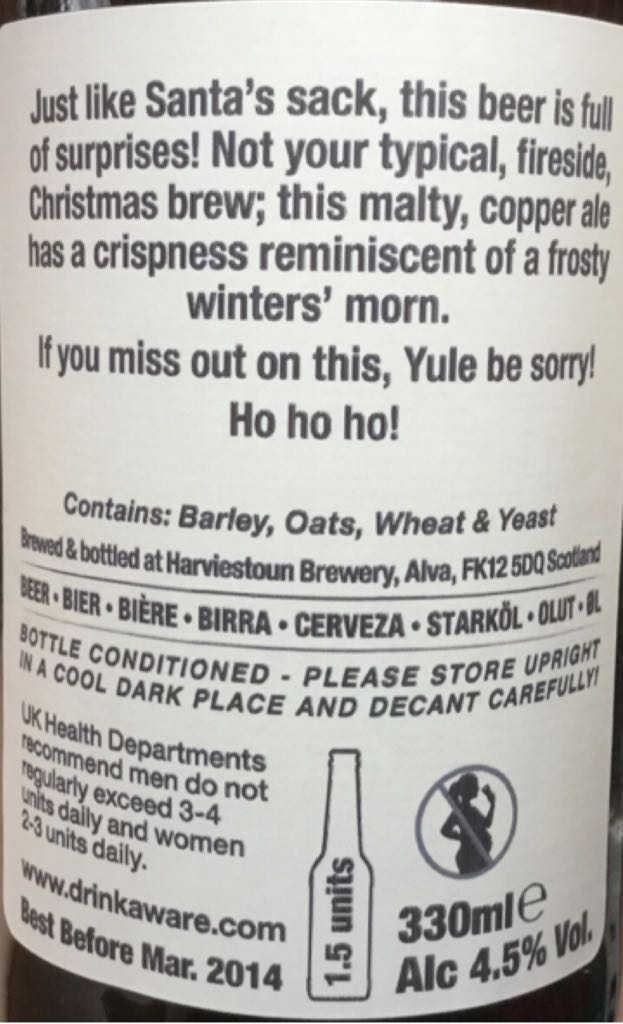 Just like Santa's sack, this beer is full
of surprises! Not your typical, fireside,
Christmas brew; this malty, copper ale
has a crispness reminiscent of a frosty
winters' morn.
If you miss out on this, Yule be sorry!
Ho ho ho!
Contains: Barley, Oats, Wheat & Yeast
Brewed & bottled at Harviestoun Brewery, Alva, FK12 5DQ Scotland
BEER • BIER • BIÈRE • BIRRA • CERVEZA • STARKÖL • OLUT • ØL
BOTTLE CONDITIONED - PLEASE STORE UPRIGHT
IN A COOL DARK PLACE AND DECANT CAREFULLY!
UK Health Departments
recommend men do not
regularly exceed 3-4
units daily and women
2-3 units daily.
www.drinkaware.com
Best Before Mar. 2014
1.5 units
330ml e
Alc 4.5% Vol.